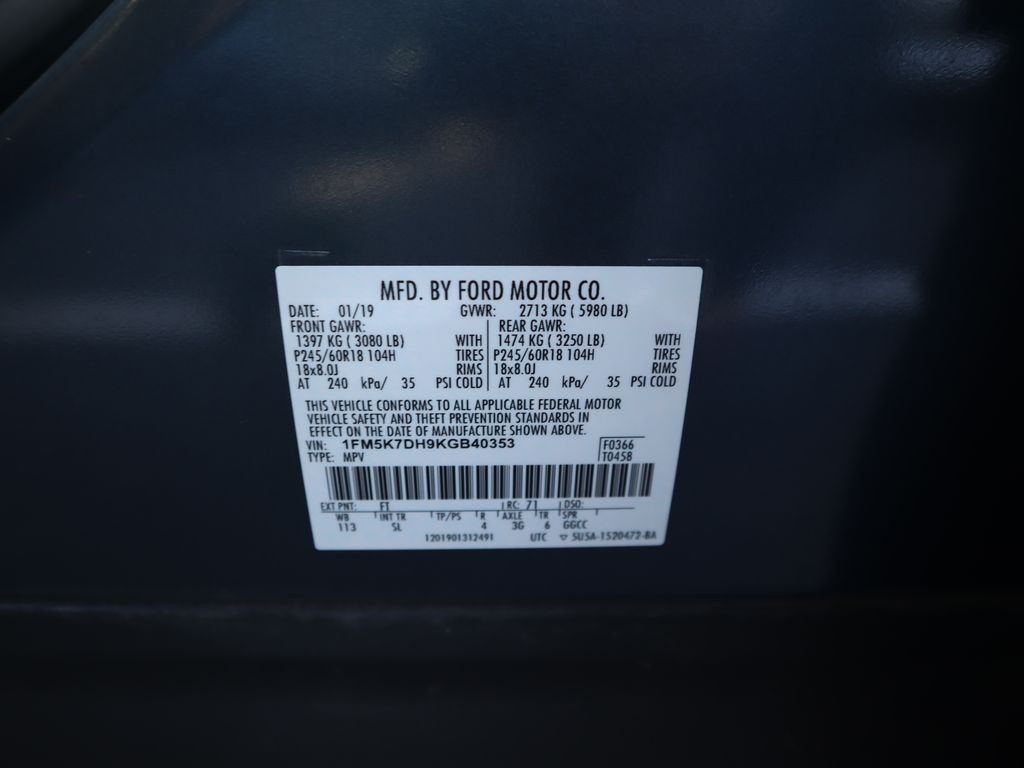 MFD. BY FORD MOTOR CO.
DATE: 01/19 GVWR: 2713 KG ( 5980 LB)
FRONT GAWR: REAR GAWR:
1397 KG ( 3080 LB) WITH 1474 KG ( 3250 LB) WITH
P245/60R18 104H TIRES P245/60R18 104H TIRES
18x8.0J RIMS 18x8.0J RIMS
AT 240 kPa/ 35 PSI COLD AT 240 kPa/ 35 PSI COLD
THIS VEHICLE CONFORMS TO ALL APPLICABLE FEDERAL MOTOR
VEHICLE SAFETY AND THEFT PREVENTION STANDARDS IN
EFFECT ON THE DATE OF MANUFACTURE SHOWN ABOVE.
VIN: 1FM5K7DH9KGB40353 F0366
TYPE: MPV T0458
EXT PNT: FT RC: 71 DSO:
WB INT TR TP/PS R AXLE TR SPR
113 SL 4 3G 6 GGCC
1201901312491 UTC ▽ 5U5A-1520472-BA